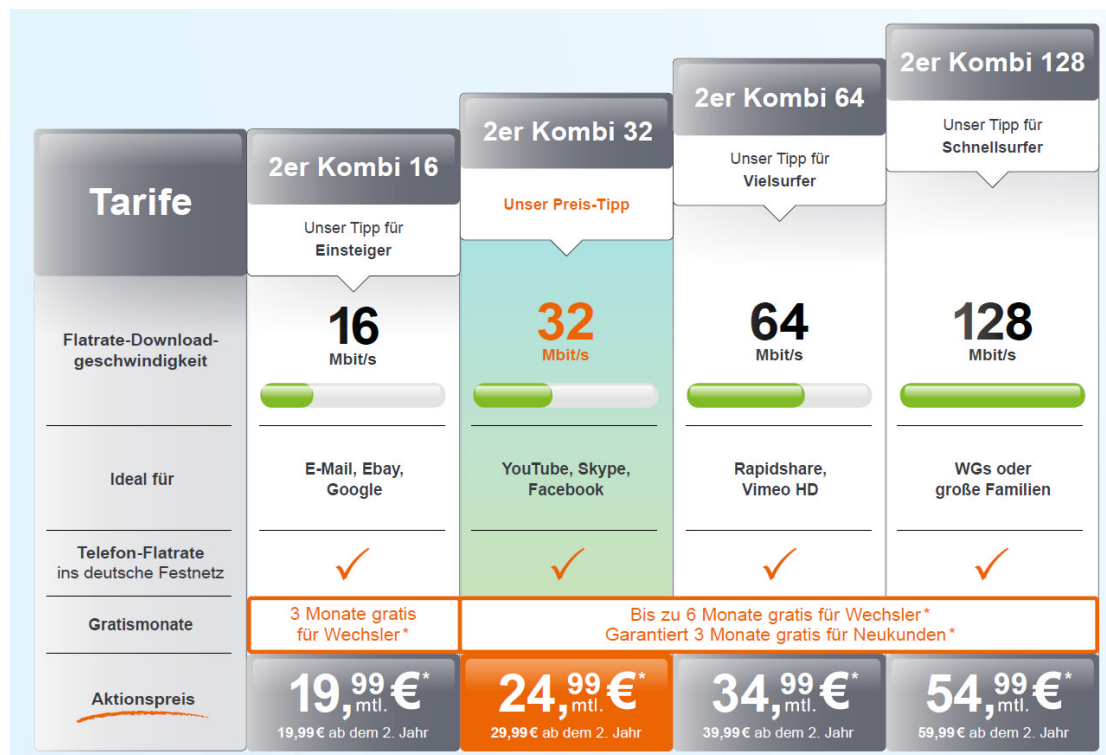 Tarife
2er Kombi 16
Unser Tipp für
Einsteiger
2er Kombi 32
Unser Preis-Tipp
2er Kombi 64
Unser Tipp für
Vielsurfer
2er Kombi 128
Unser Tipp für
Schnellsurfer
Flatrate-Download-
geschwindigkeit
16
Mbit/s
32
Mbit/s
64
Mbit/s
128
Mbit/s
Ideal für
E-Mail, Ebay,
Google
YouTube, Skype,
Facebook
Rapidshare,
Vimeo HD
WGs oder
große Familien
Telefon-Flatrate
ins deutsche Festnetz
Gratismonate
3 Monate gratis
für Wechsler*
Bis zu 6 Monate gratis für Wechsler*
Garantiert 3 Monate gratis für Neukunden*
Aktionspreis
19,99 € mtl.*
19,99 € ab dem 2. Jahr
24,99 € mtl.*
29,99 € ab dem 2. Jahr
34,99 € mtl.*
39,99 € ab dem 2. Jahr
54,99 € mtl.*
59,99 € ab dem 2. Jahr